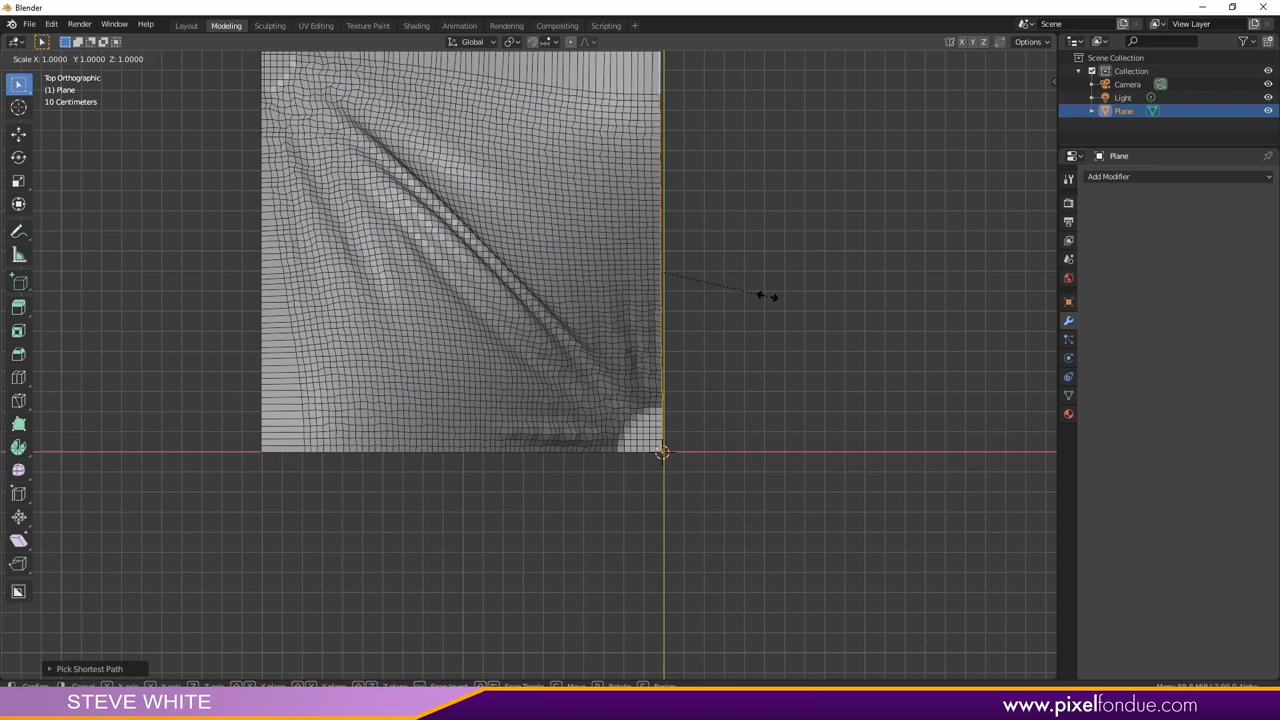 Blender
File Edit Render Window Help Layout Modeling Sculpting UV Editing Texture Paint Shading Animation Rendering Compositing Scripting + Scene View Layer
Global X Y Z Options
Scale X: 1.0000 Y: 1.0000 Z: 1.0000
Top Orthographic
(1) Plane
10 Centimeters
Scene Collection
Collection
Camera
Light
Plane
Plane
Add Modifier
Pick Shortest Path
STEVE WHITE
www.pixelfondue.com